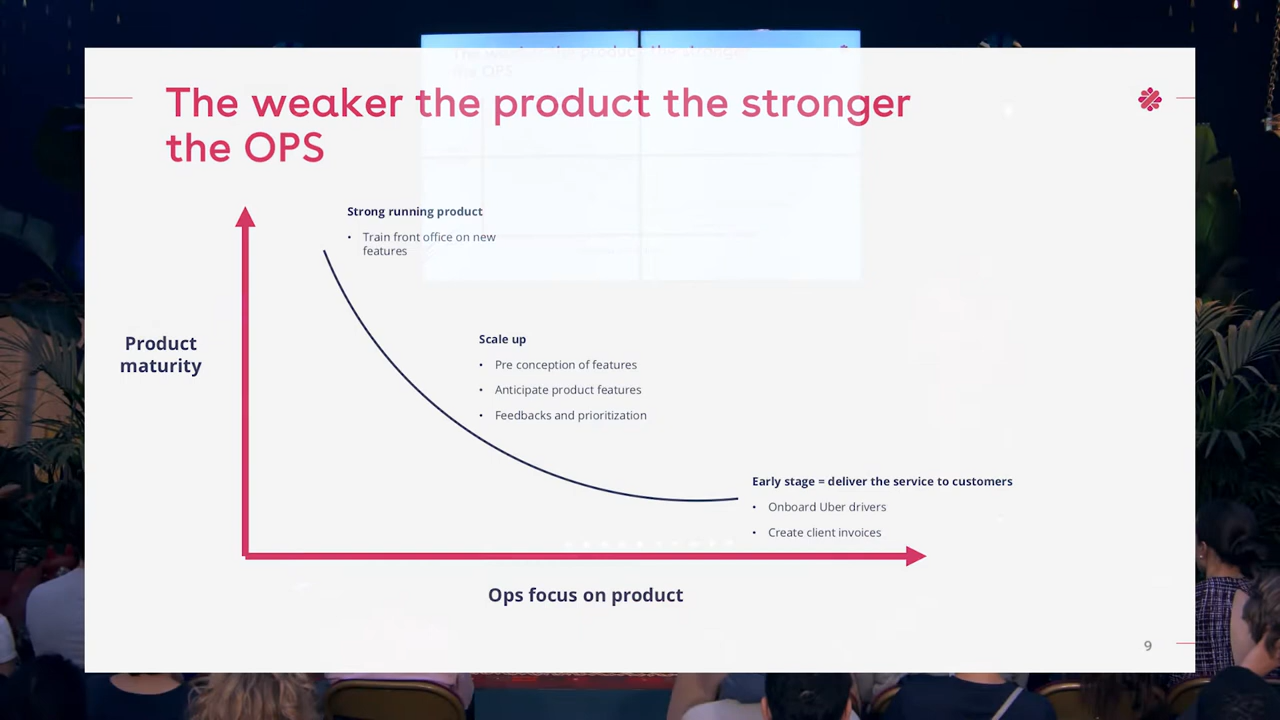 The weaker the product the stronger
the OPS
Strong running product
• Train front office on new
features
Product
maturity
Scale up
• Pre conception of features
• Anticipate product features
• Feedbacks and prioritization
Early stage = deliver the service to customers
• Onboard Uber drivers
• Create client invoices
Ops focus on product
9